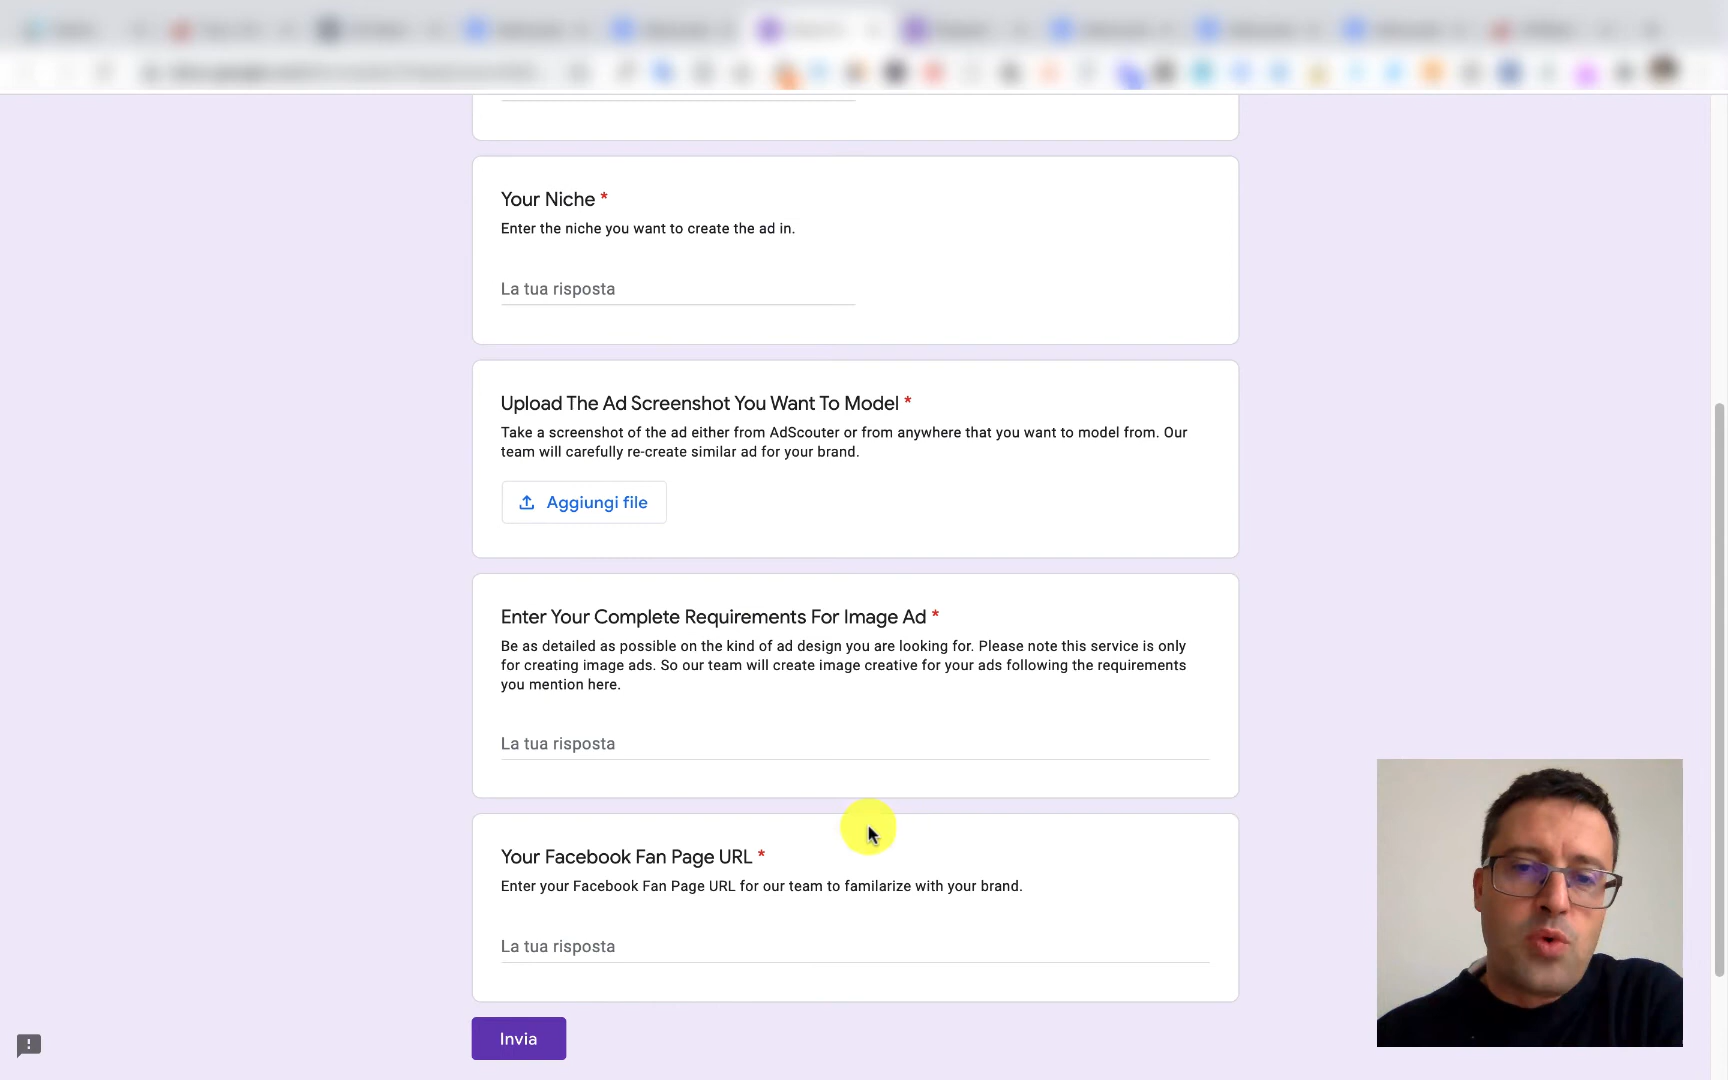 Your Niche *
Enter the niche you want to create the ad in.
La tua risposta
Upload The Ad Screenshot You Want To Model *
Take a screenshot of the ad either from AdScouter or from anywhere that you want to model from. Our
team will carefully re-create similar ad for your brand.
Aggiungi file
Enter Your Complete Requirements For Image Ad *
Be as detailed as possible on the kind of ad design you are looking for. Please note this service is only
for creating image ads. So our team will create image creative for your ads following the requirements
you mention here.
La tua risposta
Your Facebook Fan Page URL *
Enter your Facebook Fan Page URL for our team to familarize with your brand.
La tua risposta
Invia